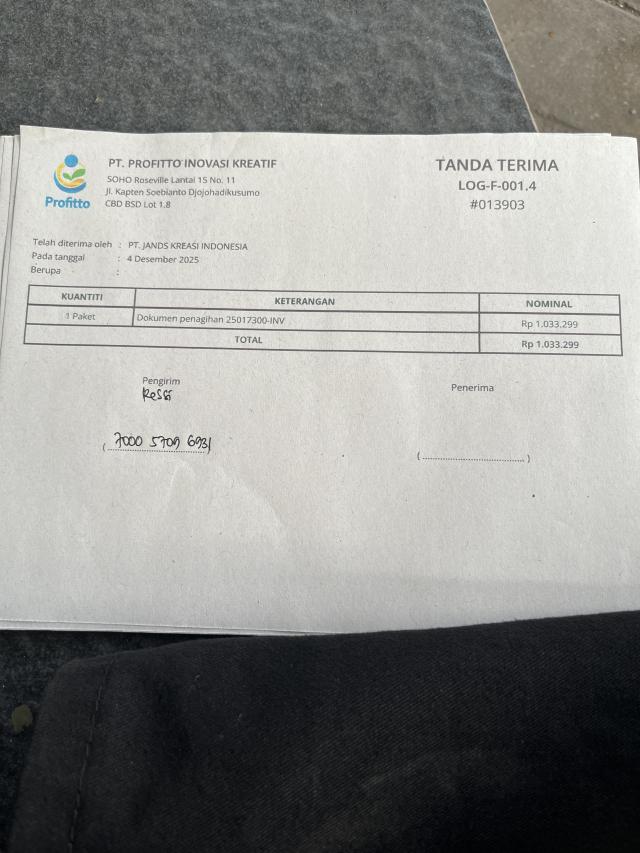 Profitto
PT. PROFITTO INOVASI KREATIF
SOHO Roseville Lantai 15 No. 11
Jl. Kapten Soebianto Djojohadikusumo
CBD BSD Lot 1.8
TANDA TERIMA
LOG-F-001.4
#013903
Telah diterima oleh : PT. JANDS KREASI INDONESIA
Pada tanggal : 4 Desember 2025
Berupa :
KUANTITI KETERANGAN NOMINAL
1 Paket Dokumen penagihan 25017300-INV Rp 1.033.299
TOTAL Rp 1.033.299
Pengirim
Penerima
( 7000 5709 693)
(........................................)